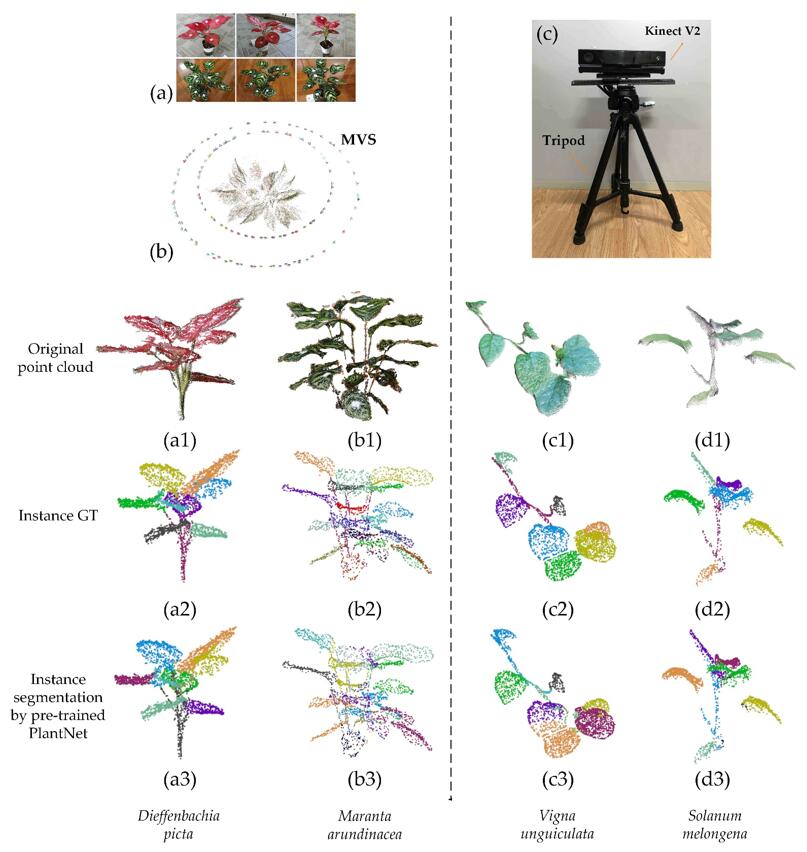 (a)
MVS
(b)
(c)
Kinect V2
Tripod
Original
point cloud
(a1)
(b1)
(c1)
(d1)
Instance GT
(a2)
(b2)
(c2)
(d2)
Instance
segmentation
by pre-trained
PlantNet
(a3)
(b3)
(c3)
(d3)
Dieffenbachia
picta
Maranta
arundinacea
Vigna
unguiculata
Solanum
melongena